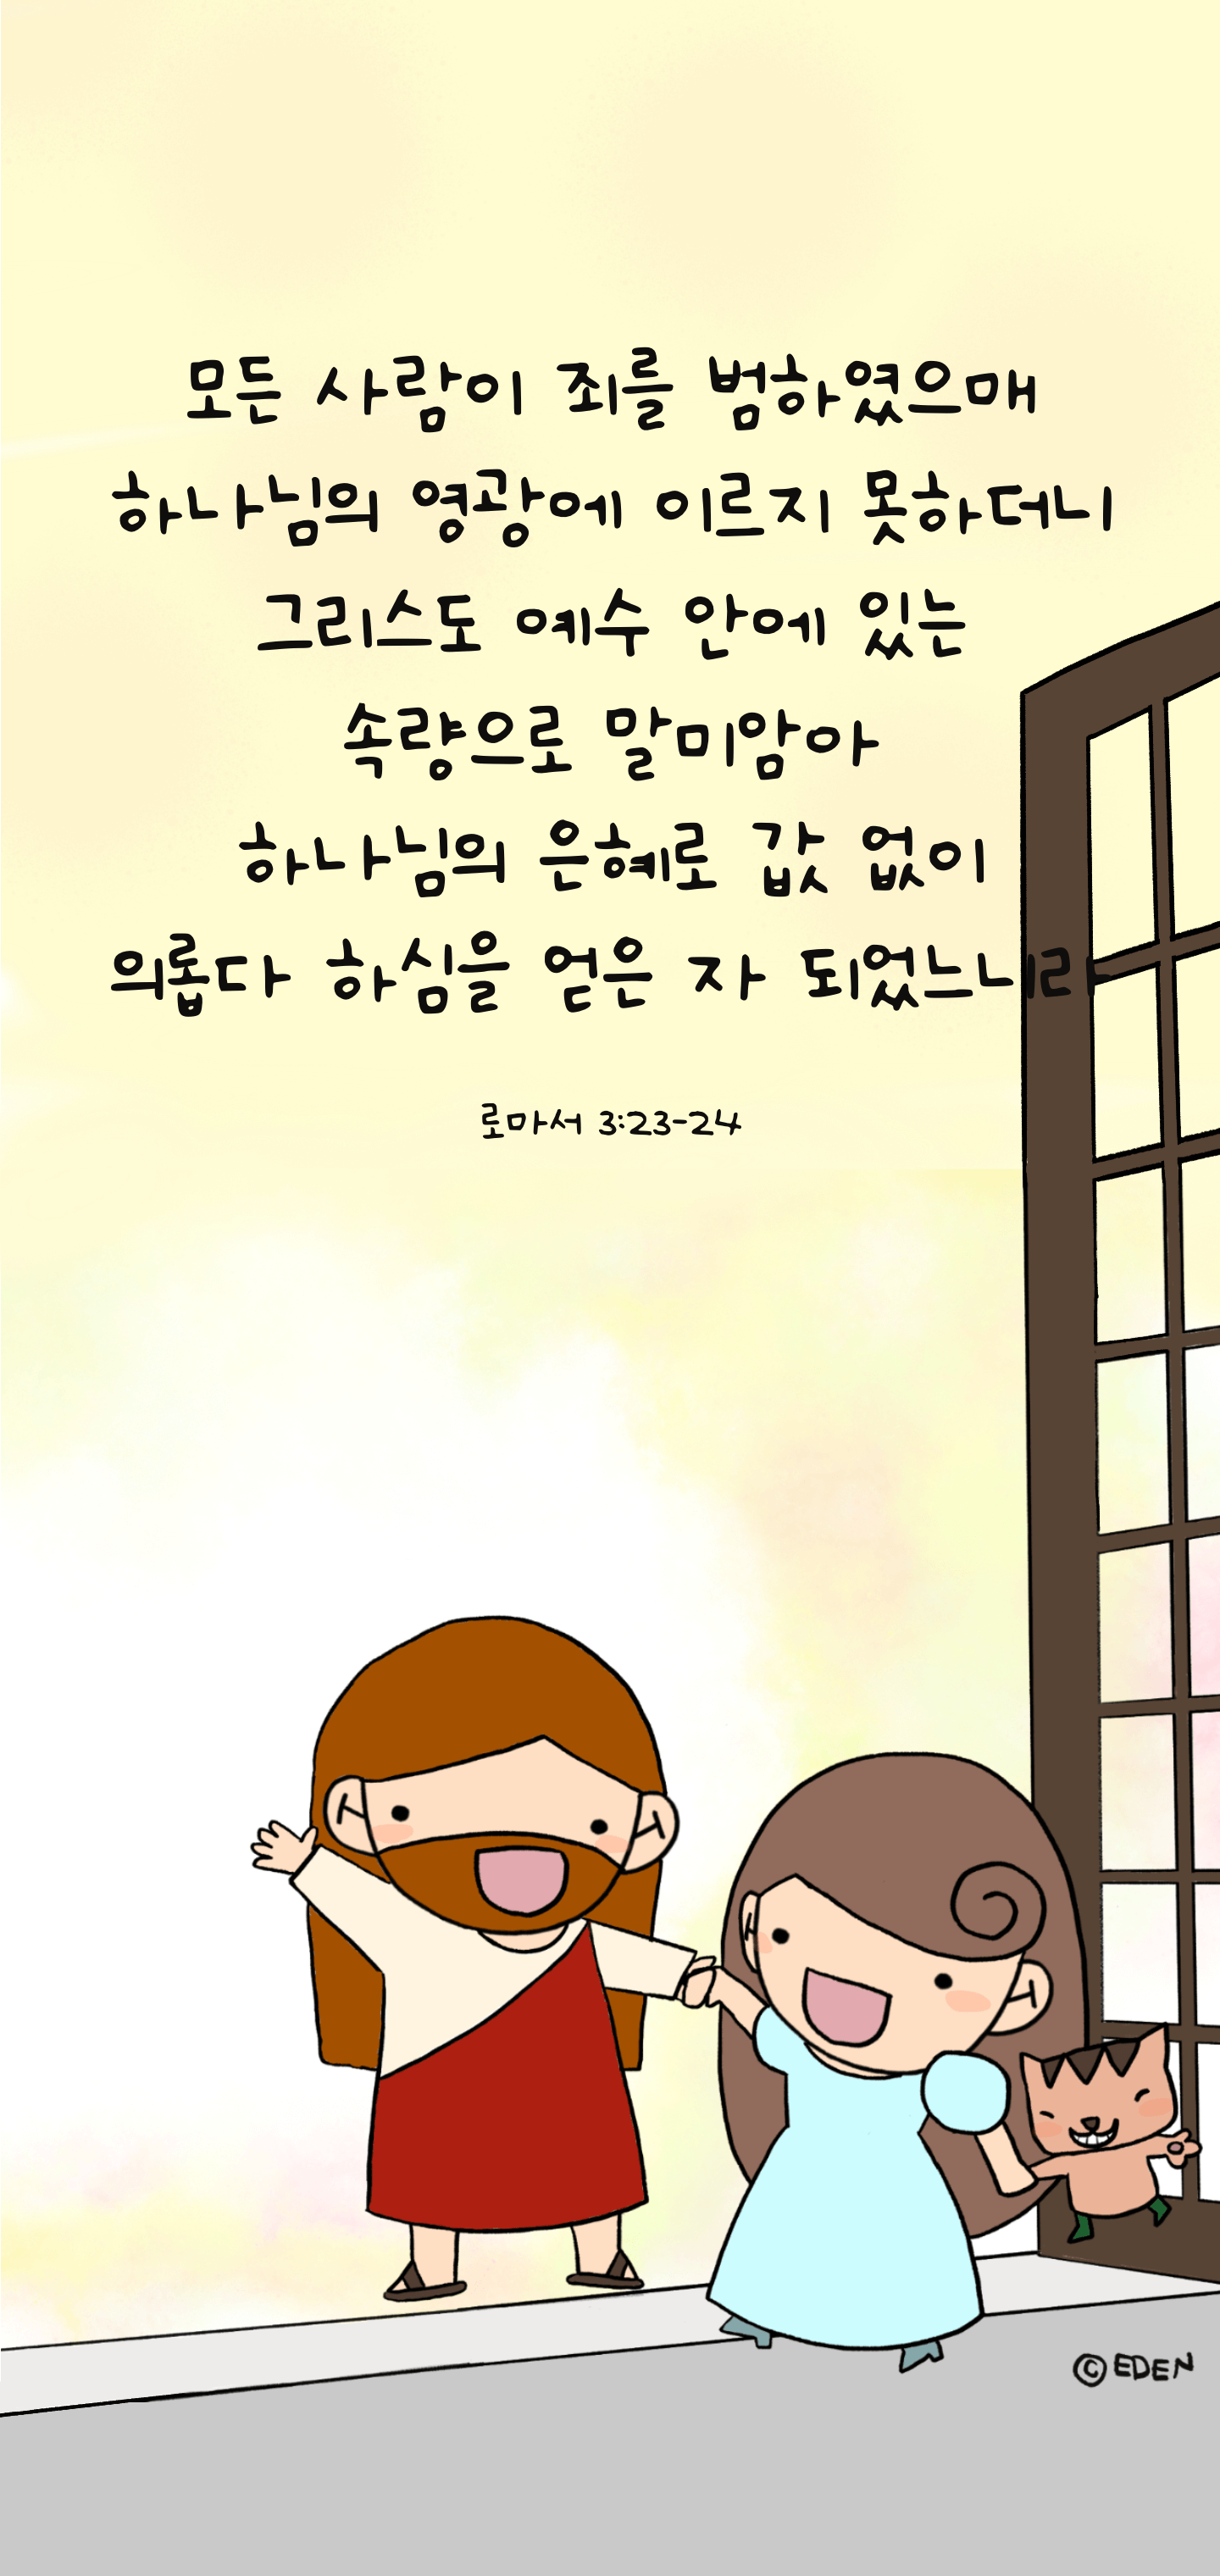 모든 사람이 죄를 범하였으매
하나님의 영광에 이르지 못하더니
그리스도 예수 안에 있는
속량으로 말미암아
하나님의 은혜로 값 없이
의롭다 하심을 얻은 자 되었느니라
로마서 3:23-24
©EDEN